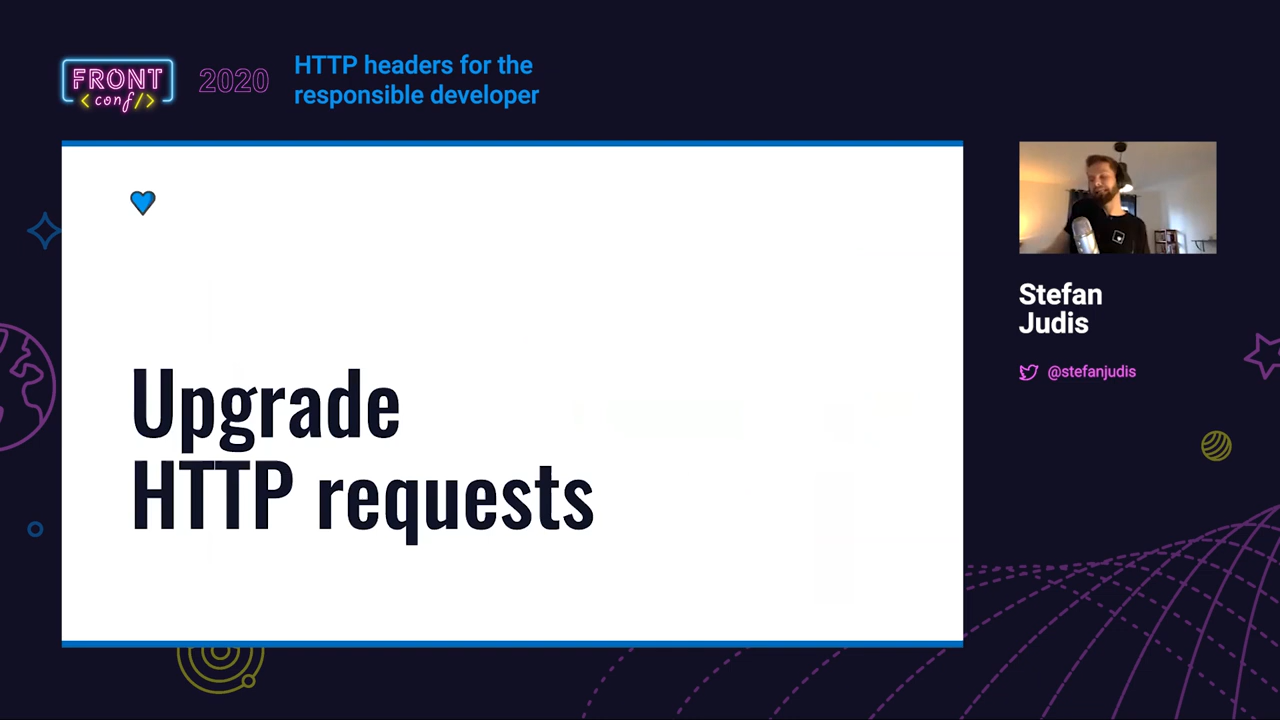 FRONT
<conf/>
2020
HTTP headers for the
responsible developer
Upgrade
HTTP requests
Stefan
Judis
@stefanjudis